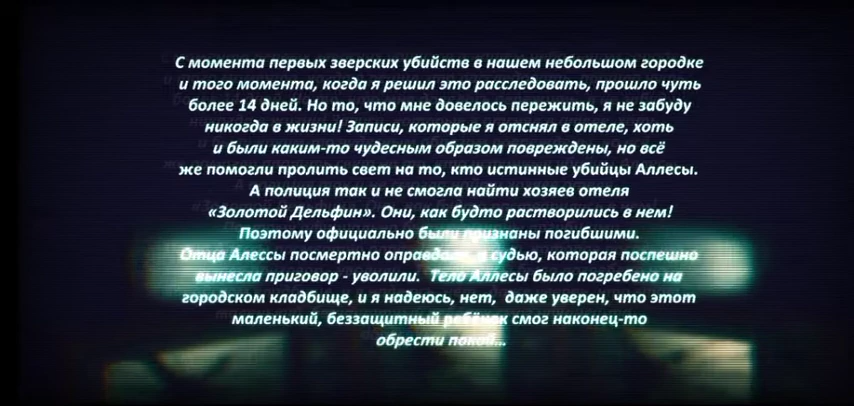 С момента первых зверских убийств в нашем небольшом городке
и того момента, когда я решил это расследовать, прошло чуть
более 14 дней. Но то, что мне довелось пережить, я не забуду
никогда в жизни! Записи, которые я отснял в отеле, хоть
и были каким-то чудесным образом повреждены, но всё
же помогли пролить свет на то, кто истинные убийцы Аллесы.
А полиция так и не смогла найти хозяев отеля
«Золотой Дельфин». Они, как будто растворились в нем!
Поэтому официально были признаны погибшими.
Отца Алессы посмертно оправдали, а судью, которая поспешно
вынесла приговор - уволили. Тело Аллесы было погребено на
городском кладбище, и я надеюсь, нет, даже уверен, что этот
маленький, беззащитный ребёнок смог наконец-то
обрести покой...